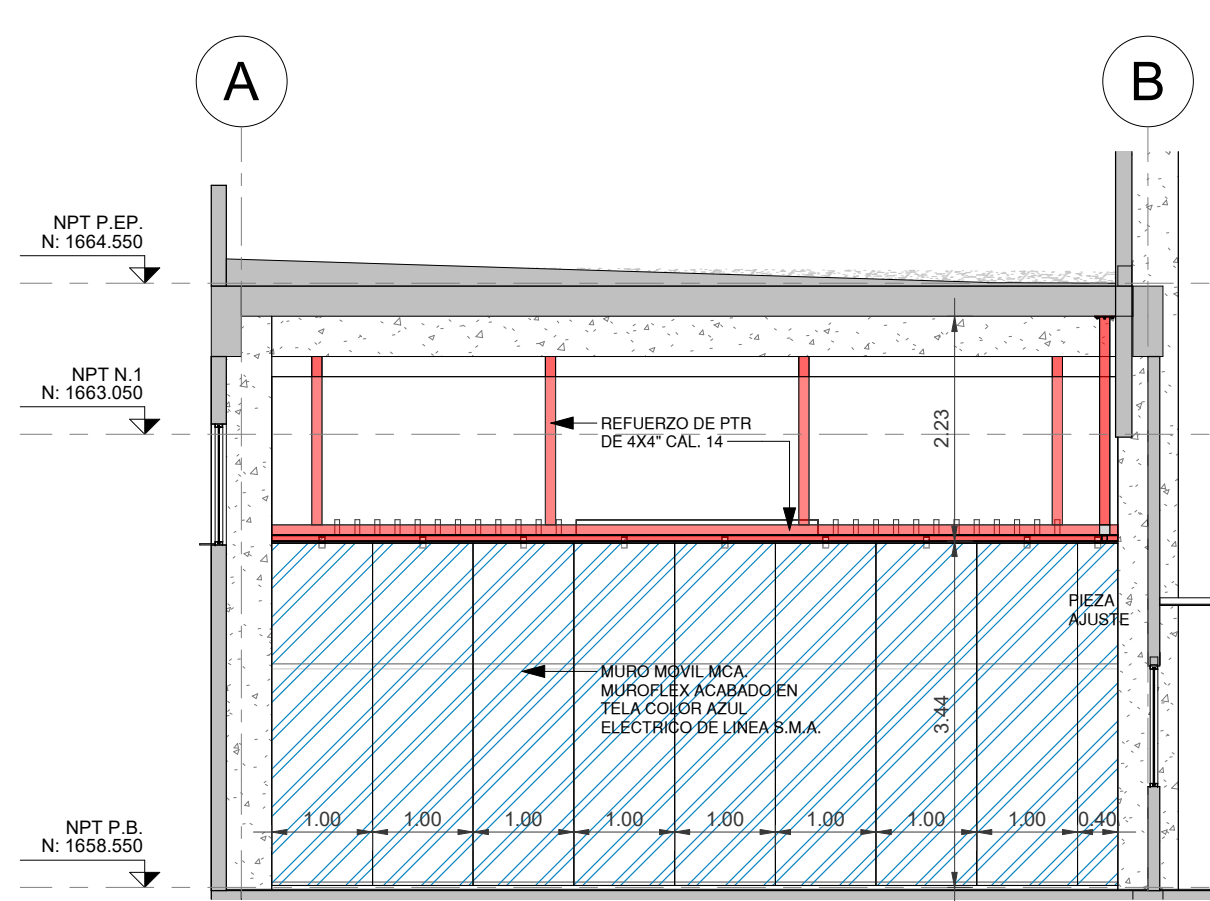 A
B
NPT P.EP.
N: 1664.550
NPT N.1
N: 1663.050
REFUERZO DE PTR
DE 4X4" CAL. 14
2.23
PIEZA
AJUSTE
MURO MOVIL MCA.
MUROFLEX ACABADO EN
TELA COLOR AZUL
ELECTRICO DE LINEA S.M.A.
3.44
1.00 1.00 1.00 1.00 1.00 1.00 1.00 1.00 0.40
NPT P.B.
N: 1658.550